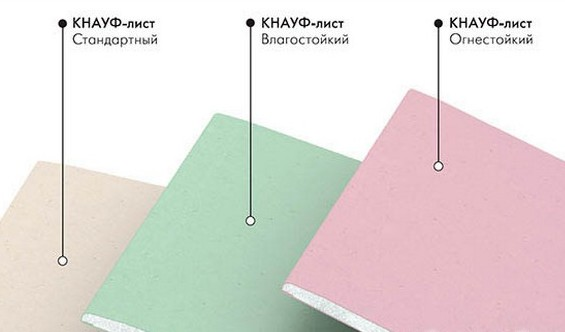 КНАУФ-лист
Стандартный
КНАУФ-лист
Влагостойкий
КНАУФ-лист
Огнестойкий